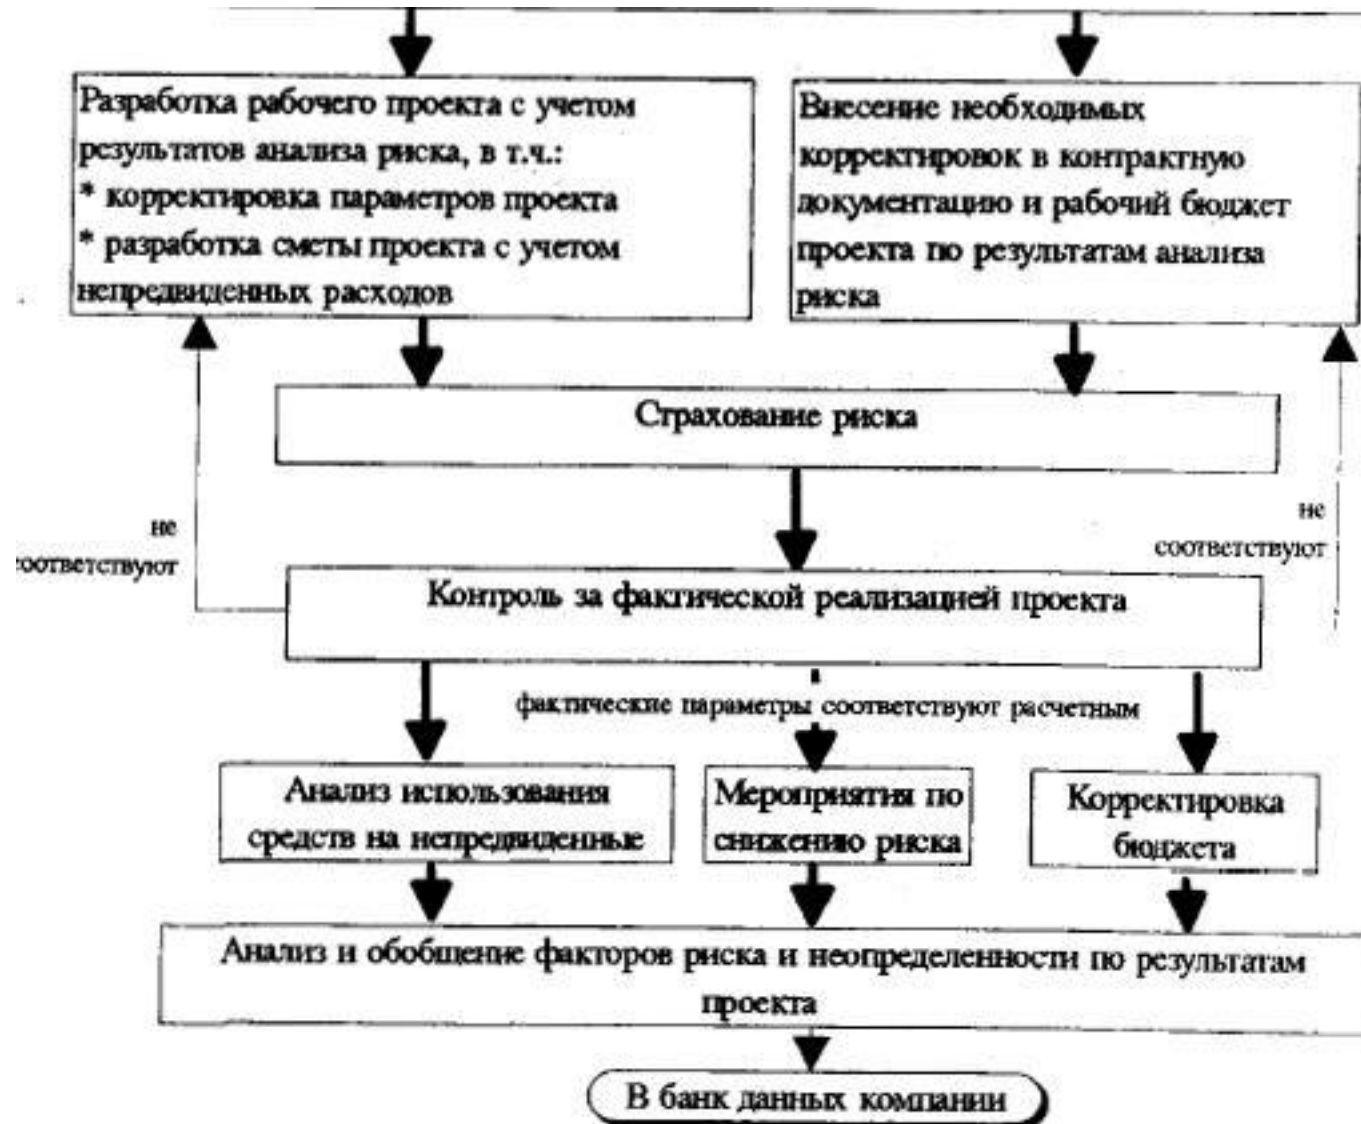 Разработка рабочего проекта с учетом
результатов анализа риска, в т.ч.:
* корректировка параметров проекта
* разработка сметы проекта с учетом
непредвиденных расходов
Внесение необходимых
корректировок в контрактную
документацию и рабочий бюджет
проекта по результатам анализа
риска
Страхование риска
не
соответствуют
не
соответствуют
Контроль за фактической реализацией проекта
фактические параметры соответствуют расчетным
Анализ использования
средств на непредвиденные
Мероприятия по
снижению риска
Корректировка
бюджета
Анализ и обобщение факторов риска и неопределенности по результатам
проекта
В банк данных компании